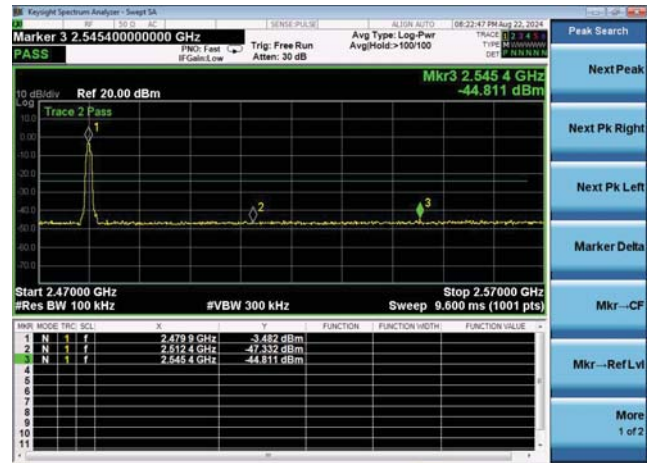 Keysight Spectrum Analyzer - Swept SA
RF 50 Ω AC SENSE:PULSE ALIGN AUTO 08:22:47 PM Aug 22, 2024
Marker 3 2.545400000000 GHz
PASS
PNO: Fast
IFGain:Low
Trig: Free Run
Atten: 30 dB
Avg Type: Log-Pwr
Avg|Hold:>100/100
TRACE 1 2 3 4 5 6
TYPE M WWWWW
DET P NNNNN
Mkr3 2.545 4 GHz
-44.811 dBm
10 dB/div Ref 20.00 dBm
Log
Trace 2 Pass
10.0
0.00
-10.0
-20.0
-30.0
-40.0
-50.0
-60.0
-70.0
1
2
3
Start 2.47000 GHz
#Res BW 100 kHz
#VBW 300 kHz
Stop 2.57000 GHz
Sweep 9.600 ms (1001 pts)
MKR MODE TRC SCL X Y FUNCTION FUNCTION WIDTH FUNCTION VALUE
1 N 1 f 2.479 9 GHz -3.482 dBm
2 N 1 f 2.512 4 GHz -47.332 dBm
3 N 1 f 2.545 4 GHz -44.811 dBm
4
5
6
7
8
9
10
11
Peak Search
Next Peak
Next Pk Right
Next Pk Left
Marker Delta
Mkr→CF
Mkr→Ref Lvl
More
1 of 2